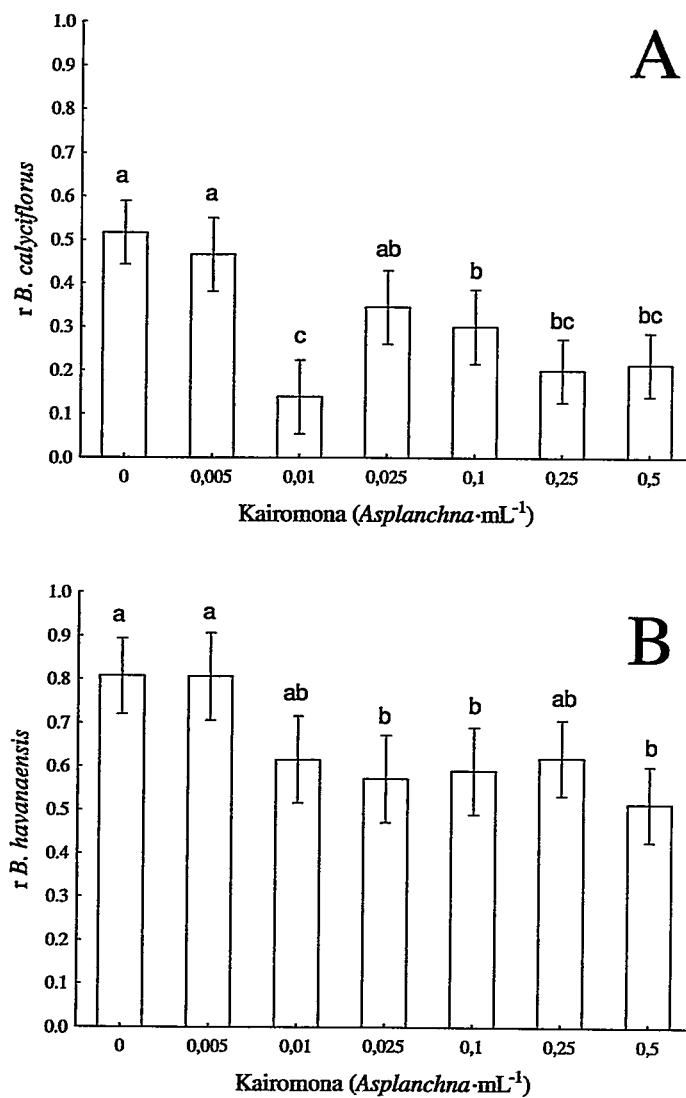 A
1.0
0.9
0.8
0.7
0.6
0.5
0.4
0.3
0.2
0.1
0.0
r B. calyciflorus
a
a
c
ab
b
bc
bc
0
0,005
0,01
0,025
0,1
0,25
0,5
Kairomona (Asplanchna·mL⁻¹)
B
1.0
0.9
0.8
0.7
0.6
0.5
0.4
0.3
0.2
0.1
0.0
r B. havanaensis
a
a
ab
b
b
ab
b
0
0,005
0,01
0,025
0,1
0,25
0,5
Kairomona (Asplanchna·mL⁻¹)